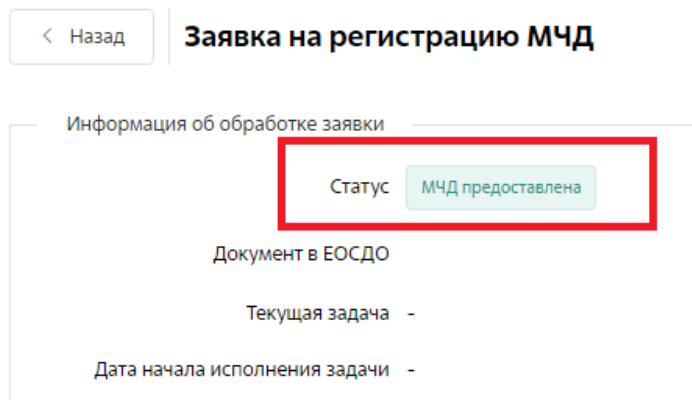 < Назад
Заявка на регистрацию МЧД
Информация об обработке заявки
Статус МЧД предоставлена
Документ в ЕОСДО
Текущая задача -
Дата начала исполнения задачи -